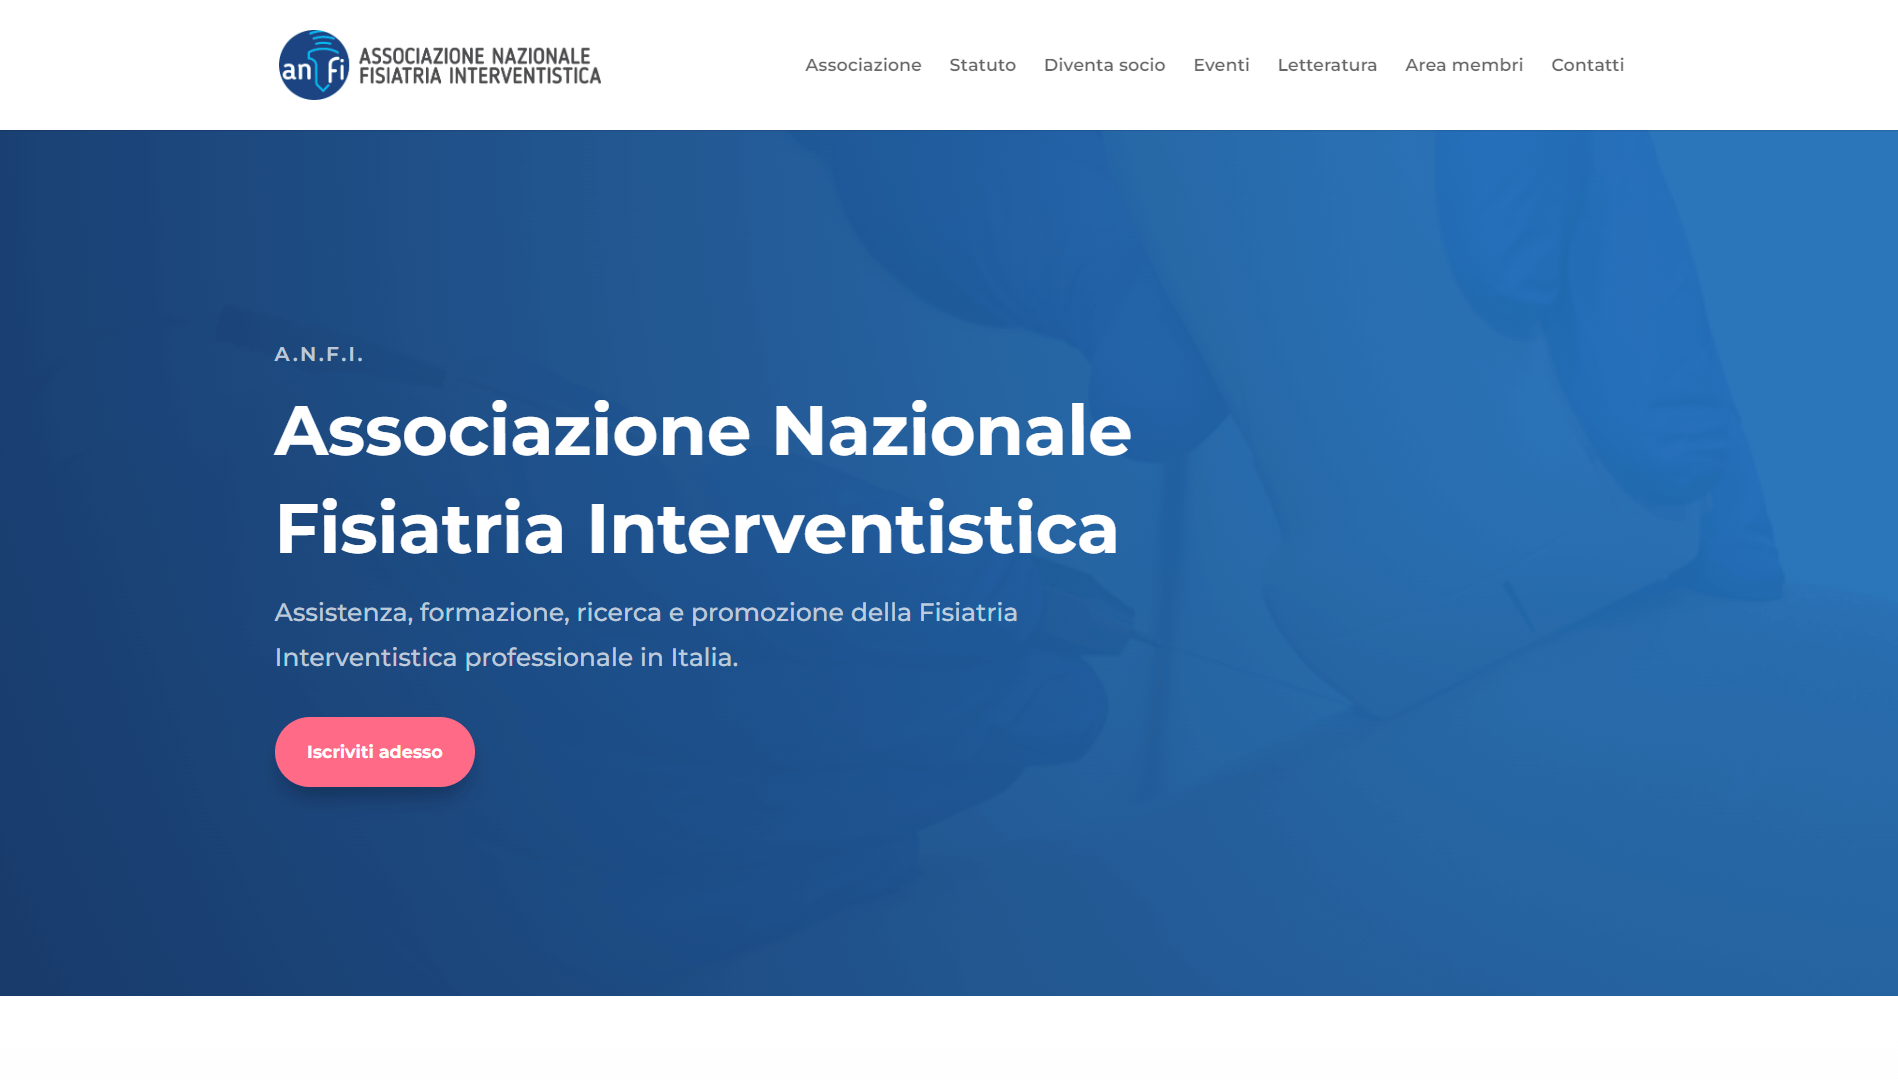 anfi
ASSOCIAZIONE NAZIONALE
FISIATRIA INTERVENTISTICA
Associazione
Statuto
Diventa socio
Eventi
Letteratura
Area membri
Contatti
A.N.F.I.
Associazione Nazionale
Fisiatria Interventistica
Assistenza, formazione, ricerca e promozione della Fisiatria
Interventistica professionale in Italia.
Iscriviti adesso